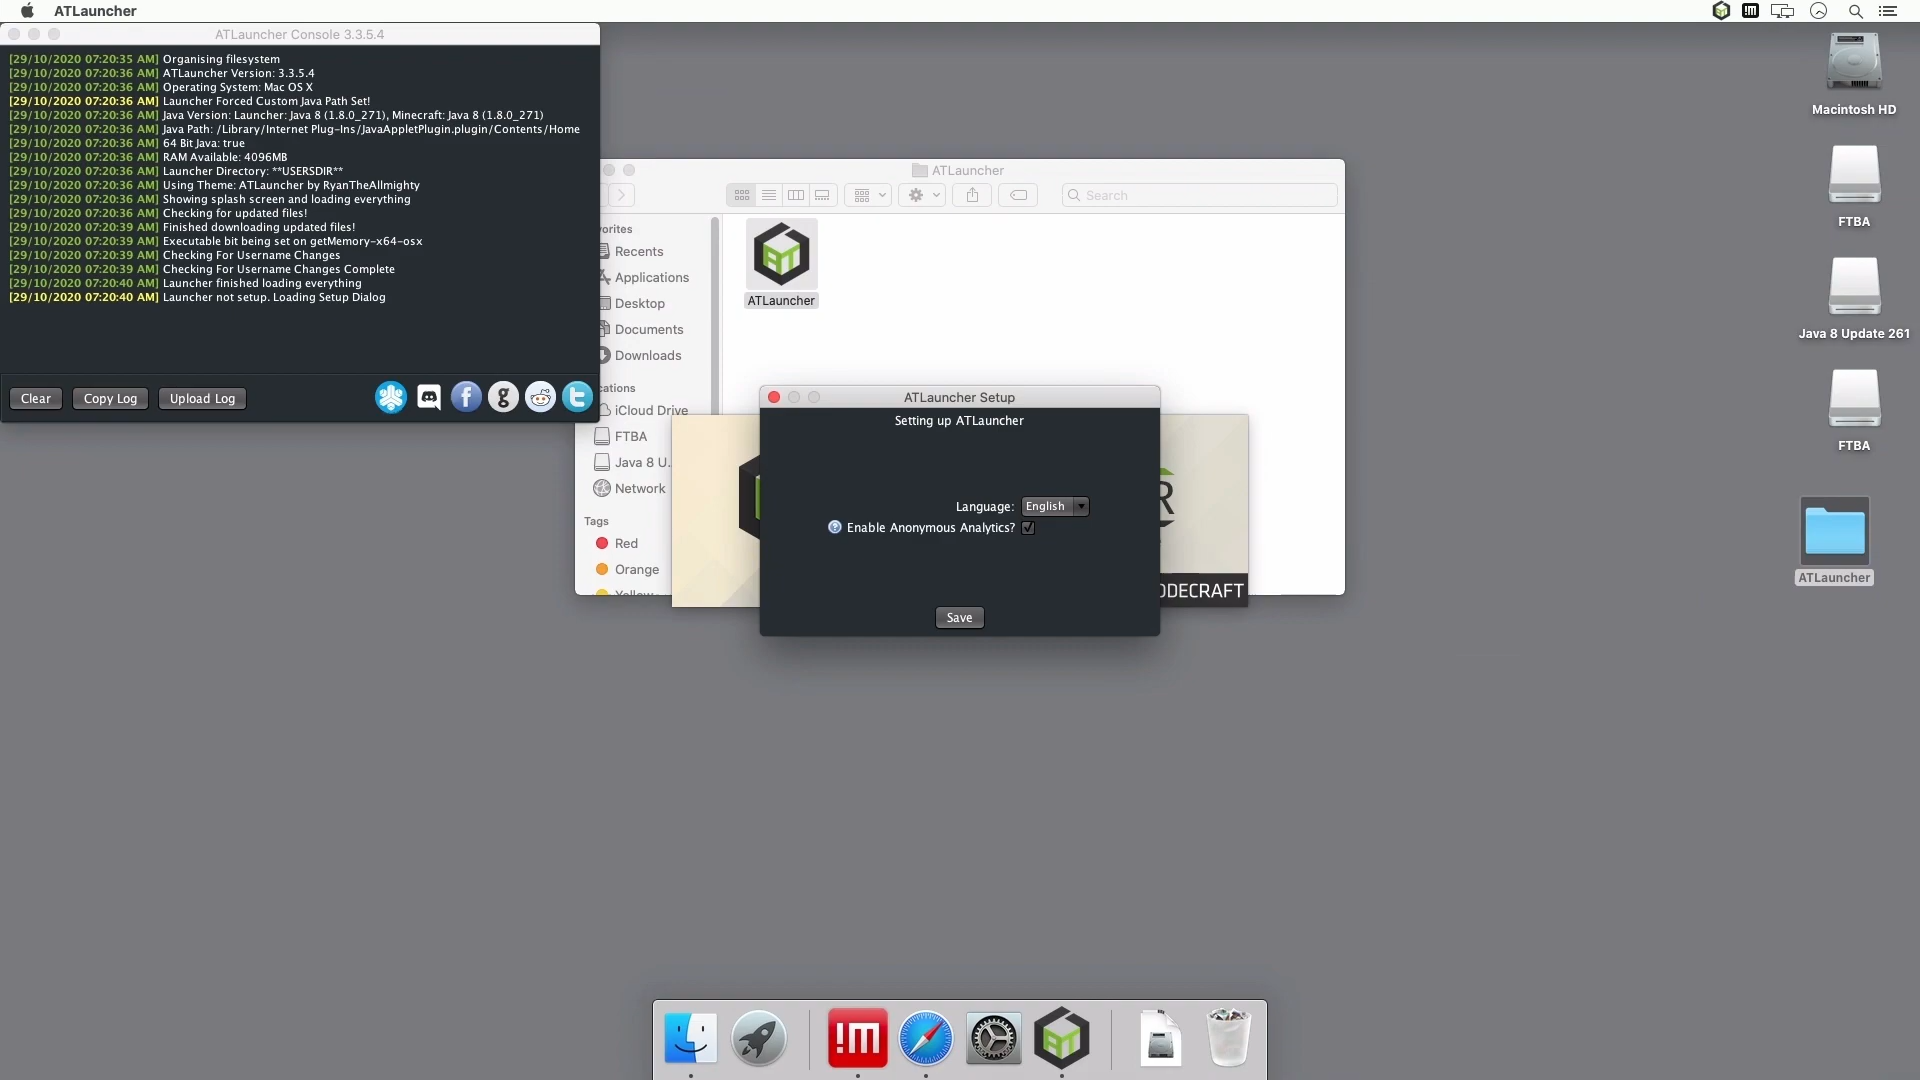 ATLauncher
ATLauncher Console 3.3.5.4
[29/10/2020 07:20:35 AM] Organising filesystem
[29/10/2020 07:20:36 AM] ATLauncher Version: 3.3.5.4
[29/10/2020 07:20:36 AM] Operating System: Mac OS X
[29/10/2020 07:20:36 AM] Launcher Forced Custom Java Path Set!
[29/10/2020 07:20:36 AM] Java Version: Launcher: Java 8 (1.8.0_271), Minecraft: Java 8 (1.8.0_271)
[29/10/2020 07:20:36 AM] Java Path: /Library/Internet Plug-Ins/JavaAppletPlugin.plugin/Contents/Home
[29/10/2020 07:20:36 AM] 64 Bit Java: true
[29/10/2020 07:20:36 AM] RAM Available: 4096MB
[29/10/2020 07:20:36 AM] Launcher Directory: **USERSDIR**
[29/10/2020 07:20:36 AM] Using Theme: ATLauncher by RyanTheAllmighty
[29/10/2020 07:20:36 AM] Showing splash screen and loading everything
[29/10/2020 07:20:36 AM] Checking for updated files!
[29/10/2020 07:20:39 AM] Finished downloading updated files!
[29/10/2020 07:20:39 AM] Executable bit being set on getMemory-x64-osx
[29/10/2020 07:20:39 AM] Checking For Username Changes
[29/10/2020 07:20:39 AM] Checking For Username Changes Complete
[29/10/2020 07:20:40 AM] Launcher finished loading everything
[29/10/2020 07:20:40 AM] Launcher not setup. Loading Setup Dialog
Clear
Copy Log
Upload Log
ATLauncher
Search
vorites
Recents
Applications
Desktop
Documents
Downloads
cations
iCloud Drive
FTBA
Java 8 U...
Network
Tags
Red
Orange
Yellow
ATLauncher
ATLauncher Setup
Setting up ATLauncher
Language: English
Enable Anonymous Analytics?
Save
R
ODECRAFT
Macintosh HD
FTBA
Java 8 Update 261
FTBA
ATLauncher
!m